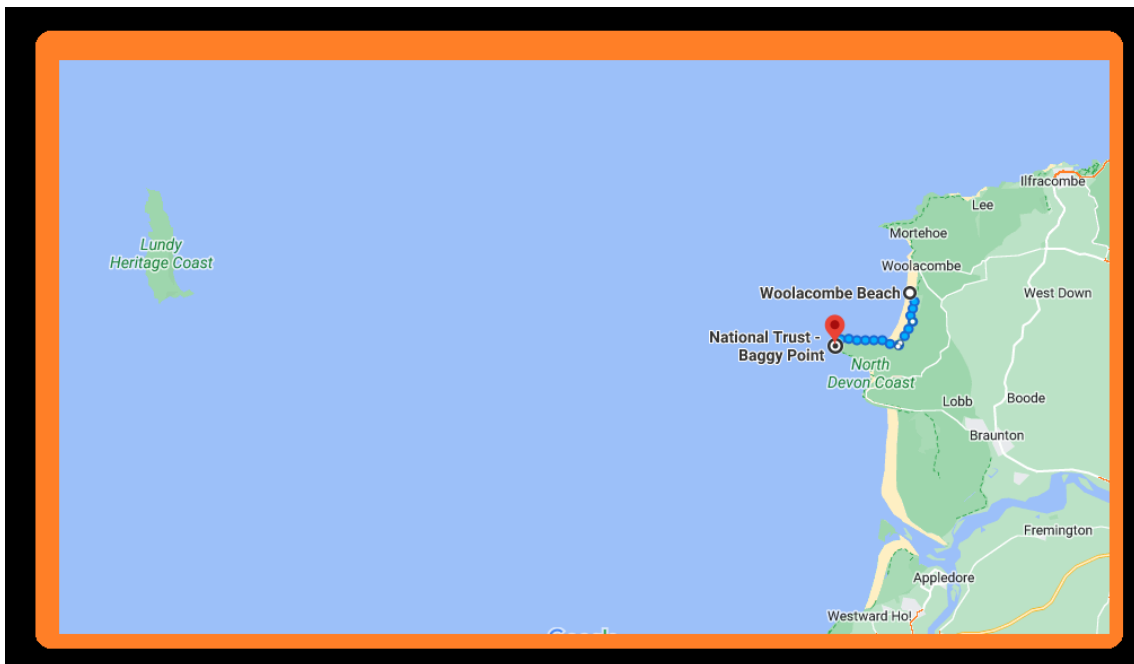 Ilfracombe
Lee
Mortehoe
Lundy
Heritage Coast
Woolacombe
Woolacombe Beach
West Down
National Trust -
Baggy Point
North
Devon Coast
Lobb
Boode
Braunton
Fremington
Appledore
Westward Ho!
Google